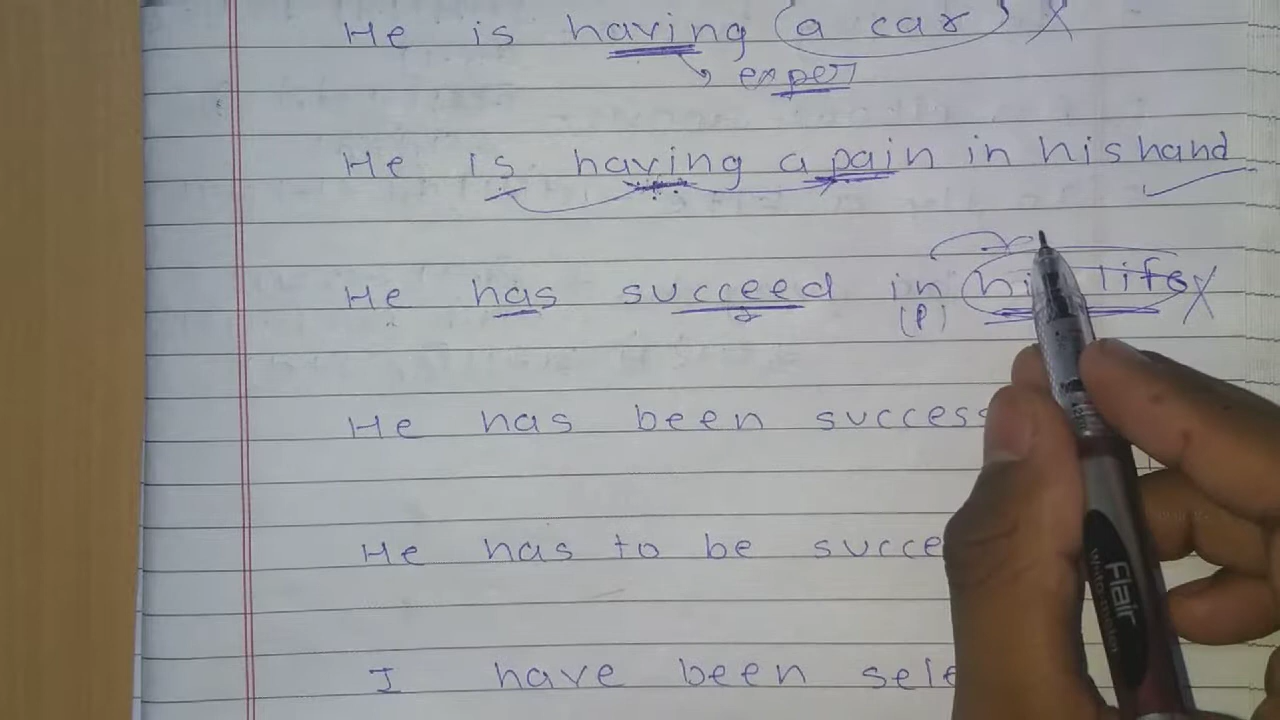 He is having (a car) X
exper
He is having a pain in his hand ✓
He has succeed in his life X
(P)
He has been success
He has to be succe
I have been sele
Flair